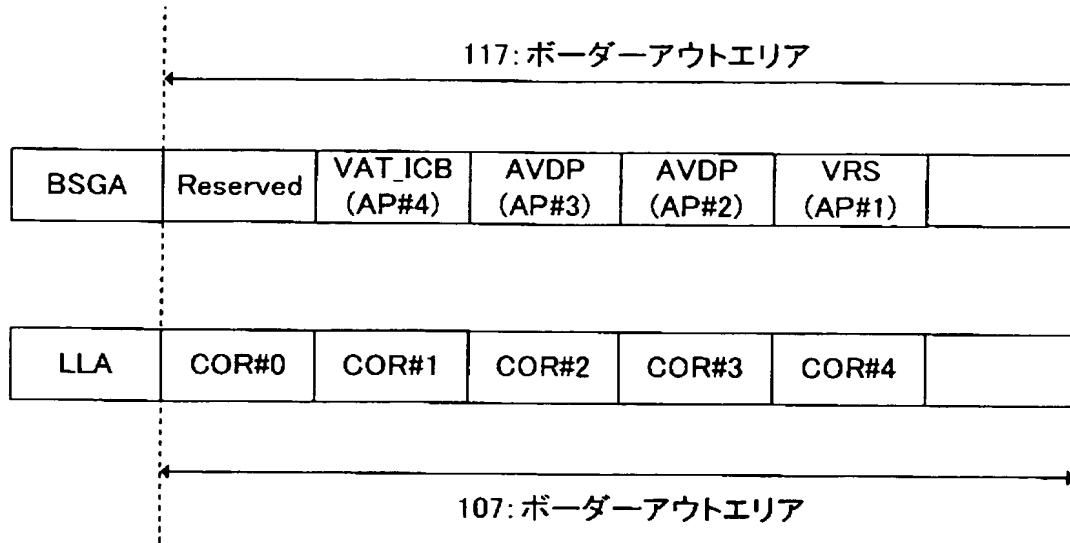 117:ボーダーアウトエリア
BSGA
Reserved
VAT_ICB
(AP#4)
AVDP
(AP#3)
AVDP
(AP#2)
VRS
(AP#1)
LLA
COR#0
COR#1
COR#2
COR#3
COR#4
107:ボーダーアウトエリア